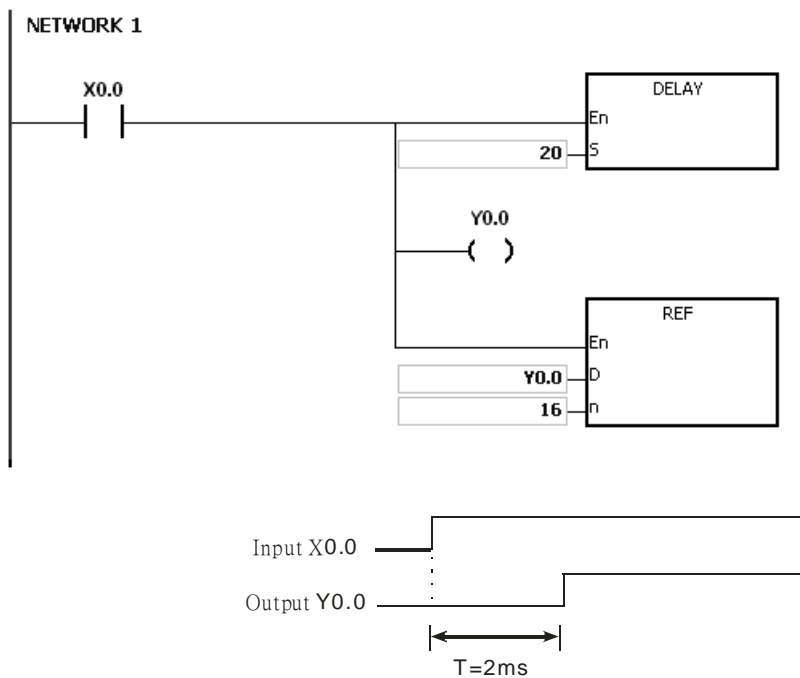 NETWORK 1
X0.0
DELAY
En
20 S
Y0.0
REF
En
Y0.0 D
16 n
Input X0.0
Output Y0.0
T=2ms